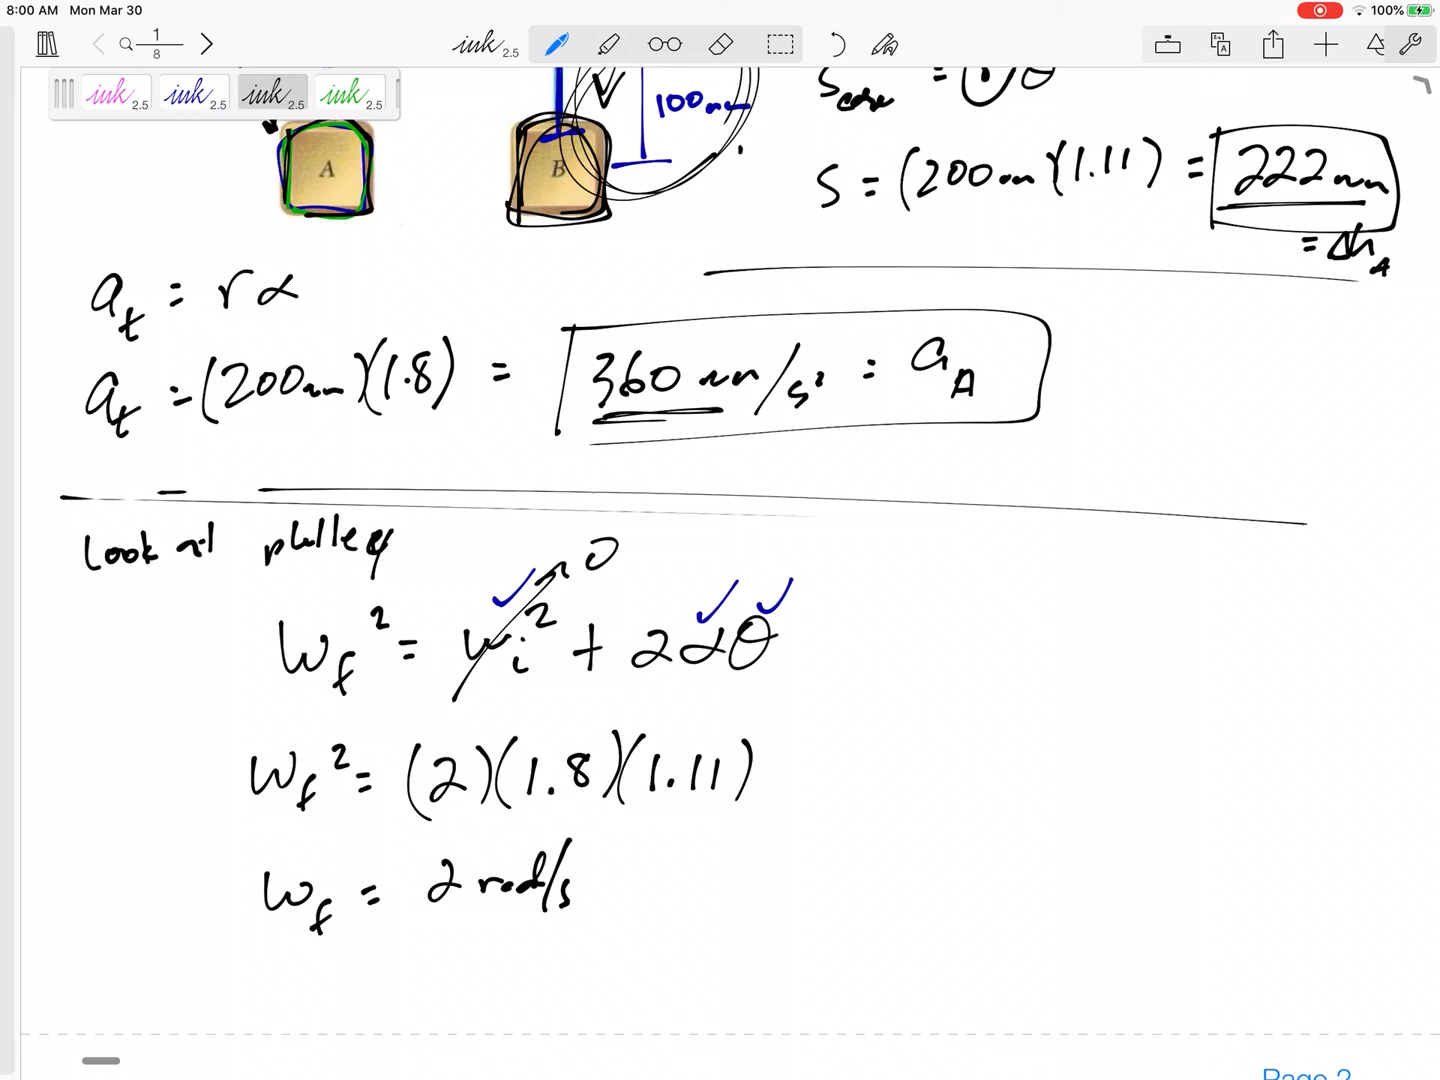 8:00 AM Mon Mar 30
100%
1/8
ink 2.5
ink 2.5 ink 2.5 ink 2.5 ink 2.5
= (r)θ
100mm
A
B
S = (200mm)(1.11) = 222mm
= Δh_A
a_t = rα
a_t = (200mm)(1.8) = 360 mm/s² = a_A
Look at pulley
0
ω_f² = ω_i² + 2αθ
ω_f² = (2)(1.8)(1.11)
ω_f = 2 rad/s
Page 2